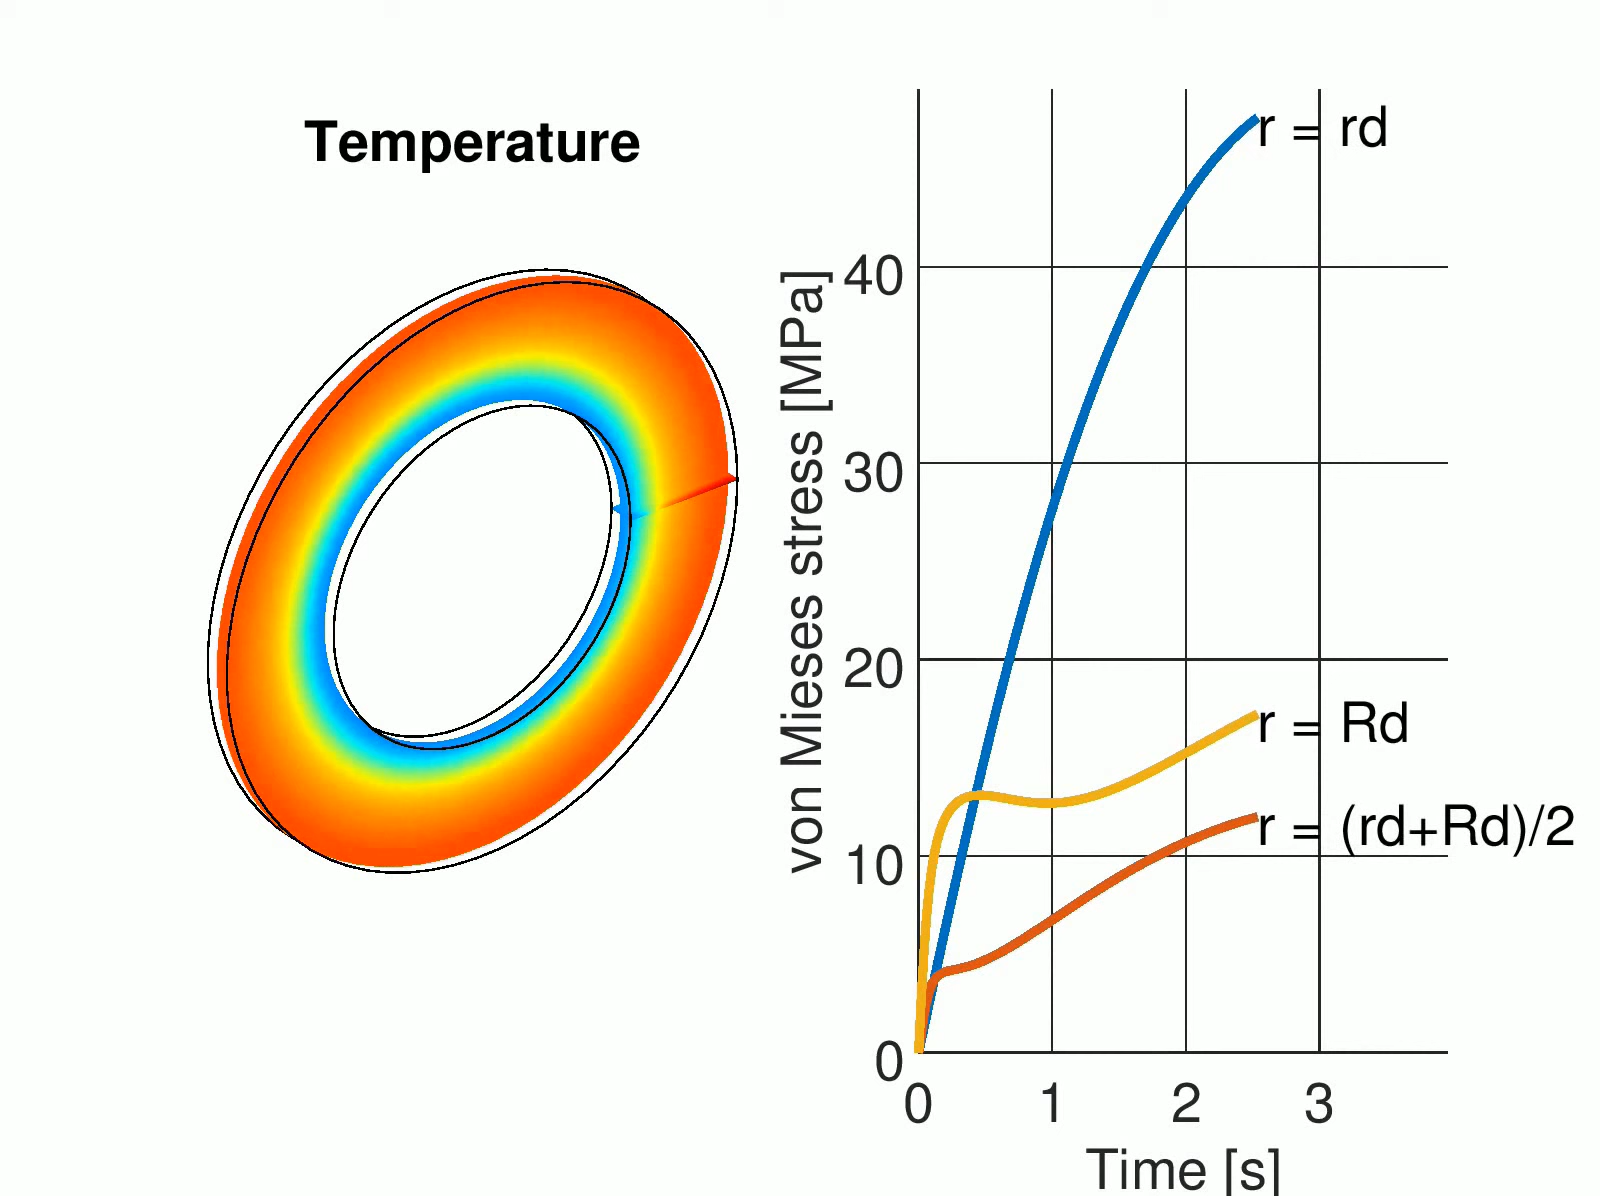 Temperature
von Mieses stress [MPa]
40
30
20
10
0
0 1 2 3
Time [s]
r = rd
r = Rd
r = (rd+Rd)/2